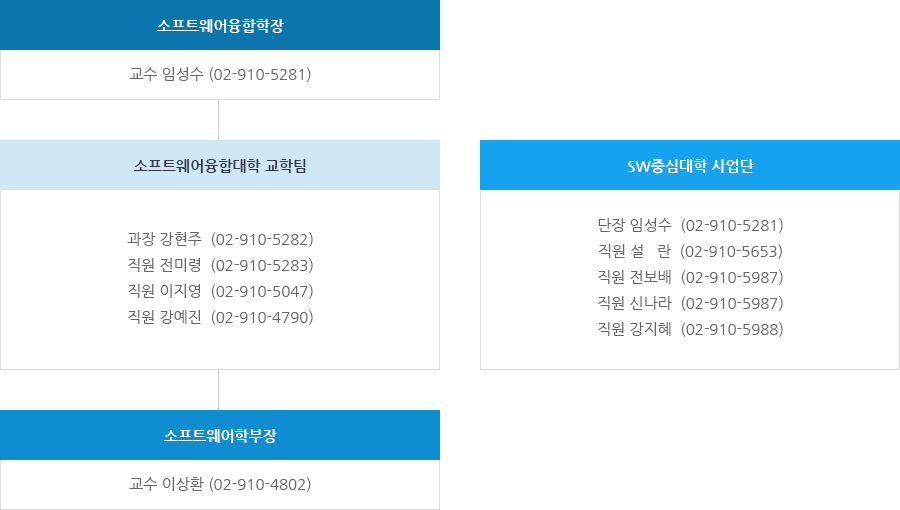 소프트웨어융합학장
교수 임성수 (02-910-5281)
소프트웨어융합대학 교학팀
과장 강현주 (02-910-5282)
직원 전미령 (02-910-5283)
직원 이지영 (02-910-5047)
직원 강예진 (02-910-4790)
SW중심대학 사업단
단장 임성수 (02-910-5281)
직원 설 란 (02-910-5653)
직원 전보배 (02-910-5987)
직원 신나라 (02-910-5987)
직원 강지혜 (02-910-5988)
소프트웨어학부장
교수 이상환 (02-910-4802)